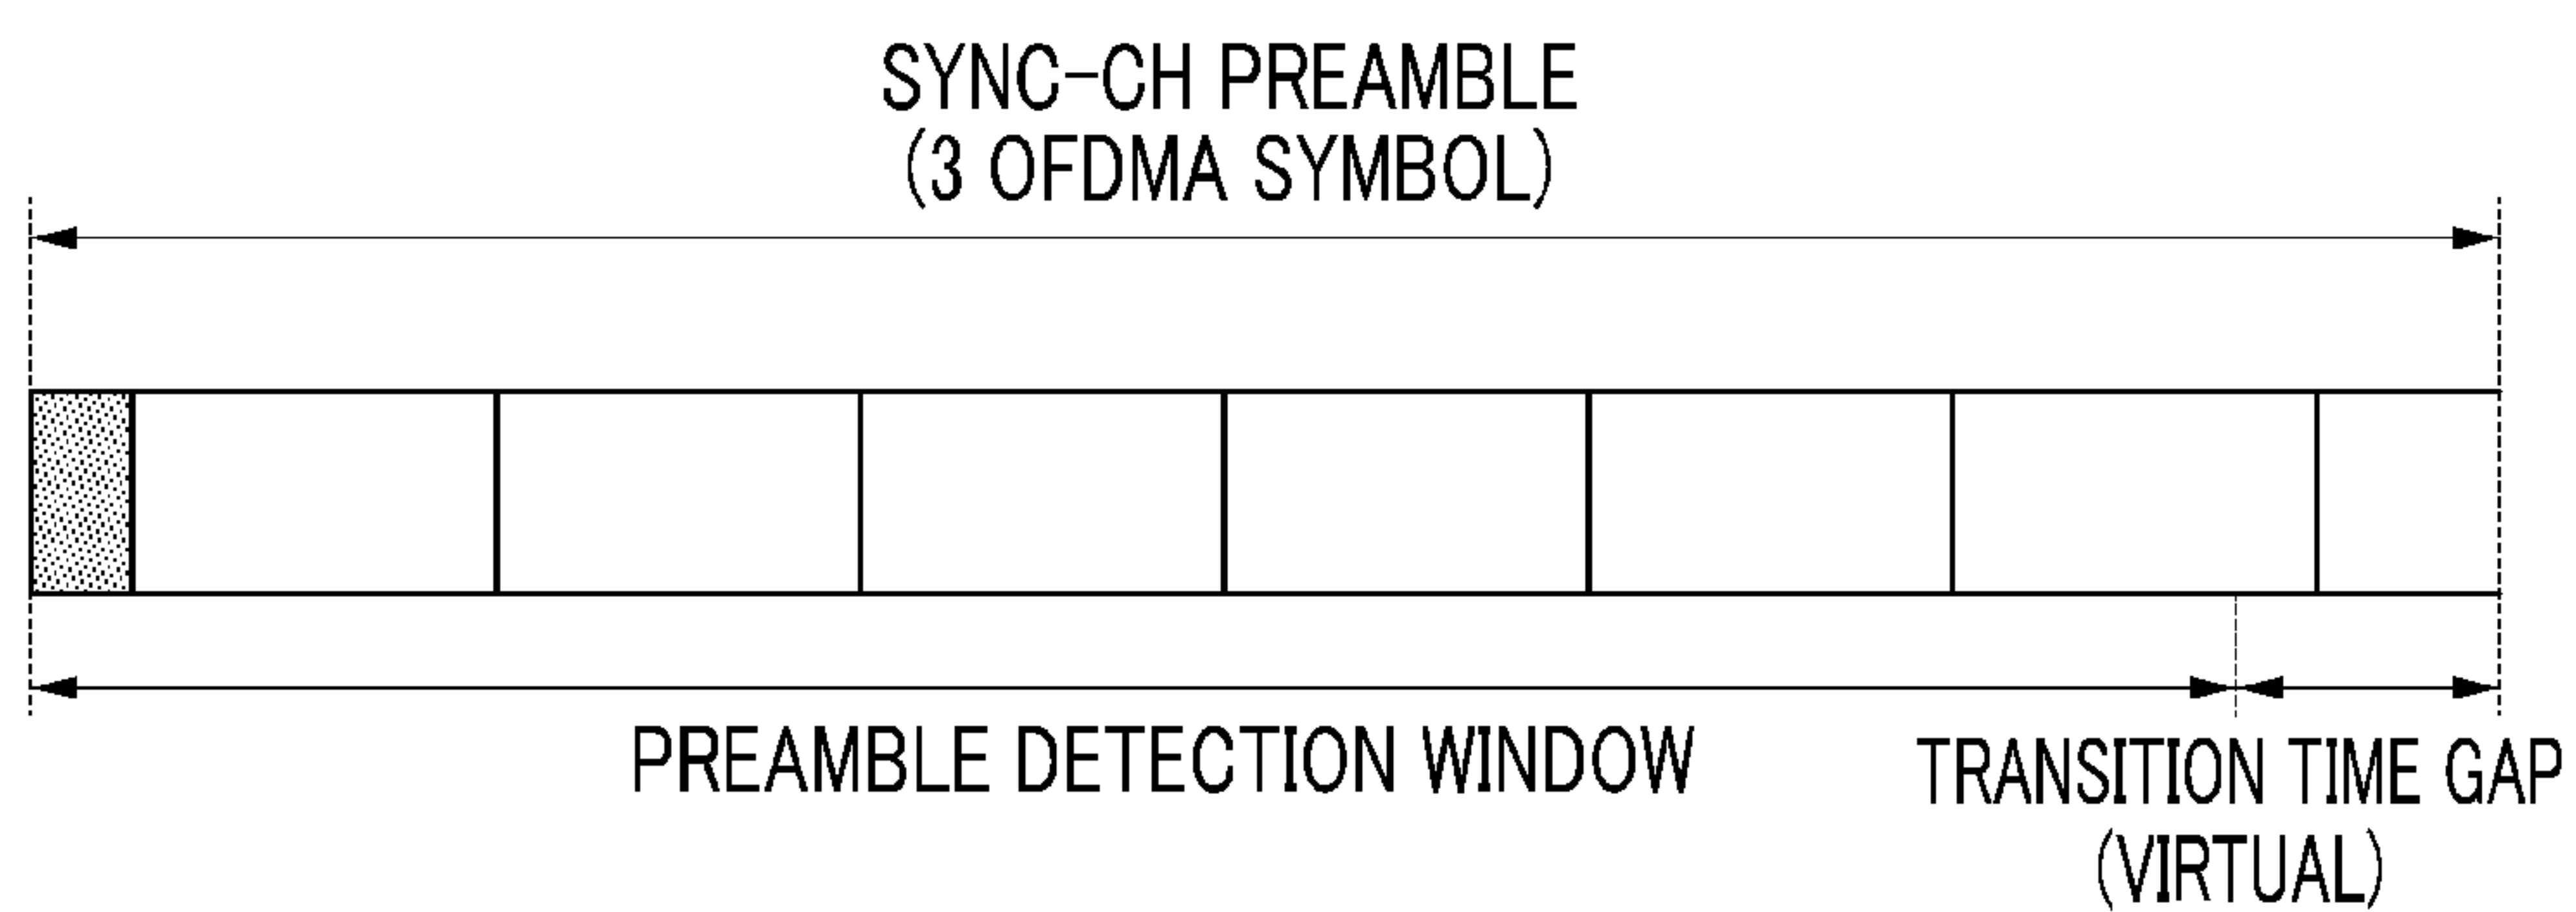 SYNC-CH PREAMBLE
(3 OFDMA SYMBOL)
PREAMBLE DETECTION WINDOW
TRANSITION TIME GAP
(VIRTUAL)